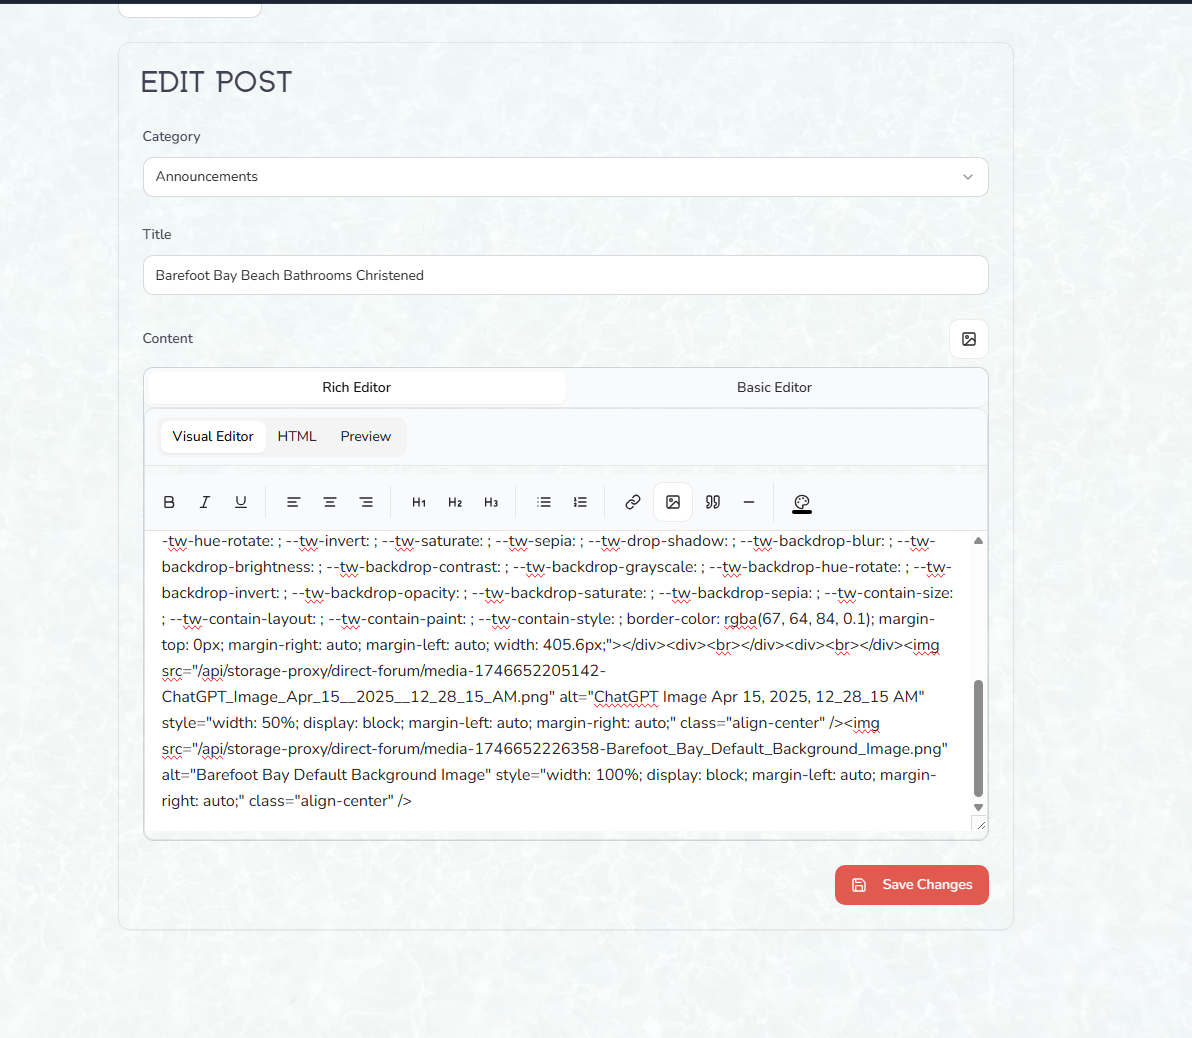 EDIT POST
Category
Announcements
Title
Barefoot Bay Beach Bathrooms Christened
Content
Rich Editor
Basic Editor
Visual Editor
HTML
Preview
B I U H1 H2 H3
-tw-hue-rotate: ; --tw-invert: ; --tw-saturate: ; --tw-sepia: ; --tw-drop-shadow: ; --tw-backdrop-blur: ; --tw-
backdrop-brightness: ; --tw-backdrop-contrast: ; --tw-backdrop-grayscale: ; --tw-backdrop-hue-rotate: ; --tw-
backdrop-invert: ; --tw-backdrop-opacity: ; --tw-backdrop-saturate: ; --tw-backdrop-sepia: ; --tw-contain-size:
; --tw-contain-layout: ; --tw-contain-paint: ; --tw-contain-style: ; border-color: rgba(67, 64, 84, 0.1); margin-
top: 0px; margin-right: auto; margin-left: auto; width: 405.6px;"></div><div><br></div><div><br></div><img
src="/api/storage-proxy/direct-forum/media-1746652205142-
ChatGPT_Image_Apr_15__2025__12_28_15_AM.png" alt="ChatGPT Image Apr 15, 2025, 12_28_15 AM"
style="width: 50%; display: block; margin-left: auto; margin-right: auto;" class="align-center" /><img
src="/api/storage-proxy/direct-forum/media-1746652226358-Barefoot_Bay_Default_Background_Image.png"
alt="Barefoot Bay Default Background Image" style="width: 100%; display: block; margin-left: auto; margin-
right: auto;" class="align-center" />
Save Changes